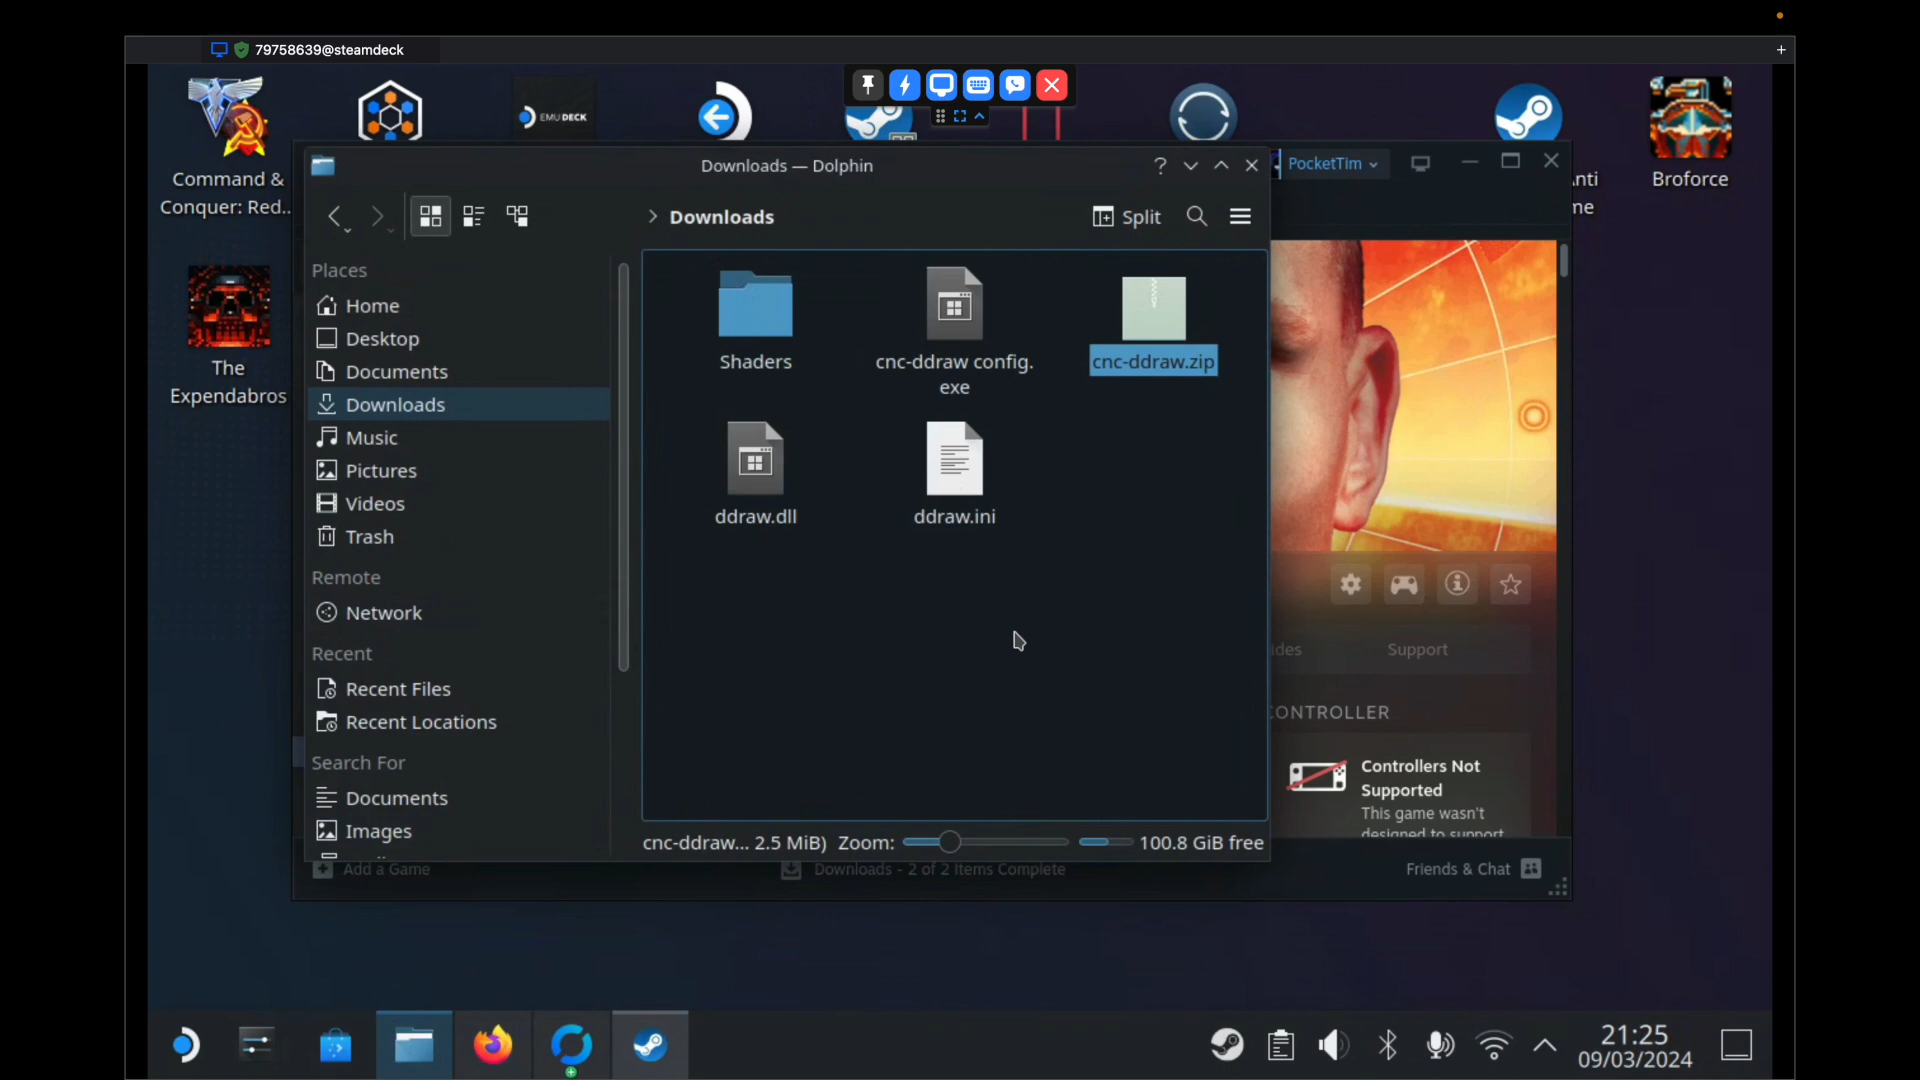 79758639@steamdeck
+
EMUDECK
Command &
Conquer: Red..
Broforce
Downloads — Dolphin
?
PocketTim
Downloads
Split
Places
Home
Desktop
Documents
Downloads
Music
Pictures
Videos
Trash
Remote
Network
Recent
Recent Files
Recent Locations
Search For
Documents
Images
Shaders
cnc-ddraw config.
exe
cnc-ddraw.zip
ddraw.dll
ddraw.ini
The
Expendabros
Support
CONTROLLER
Controllers Not
Supported
This game wasn't
designed to support
cnc-ddraw... 2.5 MiB)
Zoom:
100.8 GiB free
Add a Game
Downloads - 2 of 2 Items Complete
Friends & Chat
21:25
09/03/2024